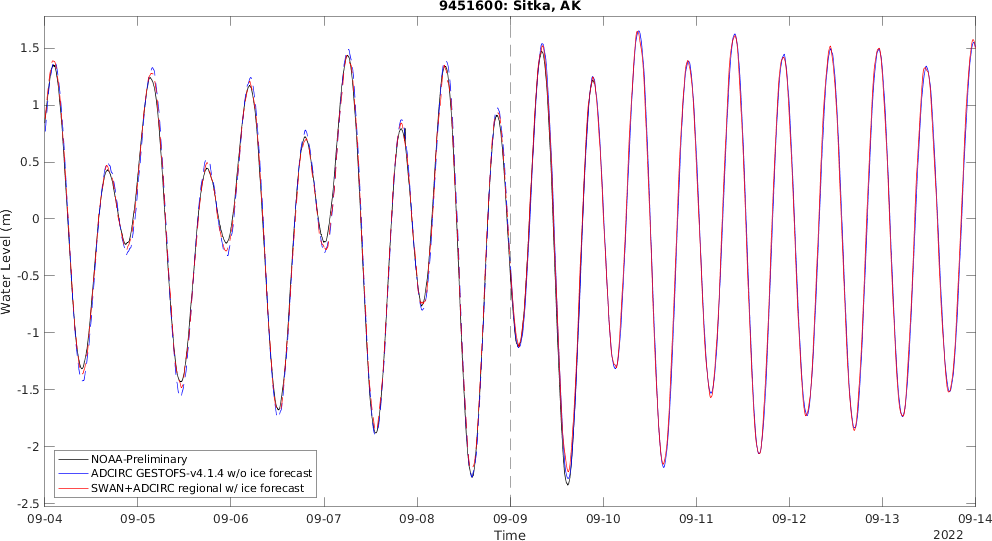 9451600: Sitka, AK
1.5
1
0.5
0
-0.5
-1
-1.5
-2
-2.5
Water Level (m)
NOAA-Preliminary
ADCIRC GESTOFS-v4.1.4 w/o ice forecast
SWAN+ADCIRC regional w/ ice forecast
09-04 09-05 09-06 09-07 09-08 09-09 09-10 09-11 09-12 09-13 09-14
Time
2022